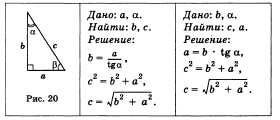 α
b
c
β
a
Рис. 20
Дано: a, α.
Найти: b, c.
Решение:
b = a/tgα,
c² = b² + a²,
c = √(b² + a²).
Дано: b, α.
Найти: c, a.
Решение:
a = b · tg α,
c² = b² + a²,
c = √(b² + a²).